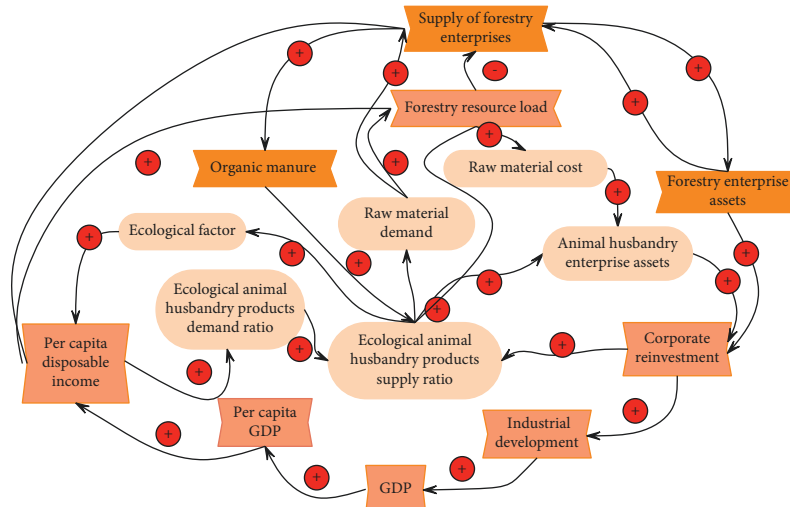 Supply of forestry
enterprises
+
+
+
-
+
Forestry resource load
+
+
+
Organic manure
Raw material cost
+
Forestry enterprise
assets
Raw material
demand
Ecological factor
+
+
+
Animal husbandry
enterprise assets
+
+
+
+
Ecological animal
husbandry products
demand ratio
+
Ecological animal
husbandry products
supply ratio
+
Corporate
reinvestment
Per capita
disposable
income
+
Per capita
GDP
+
Industrial
development
+
+
+
GDP